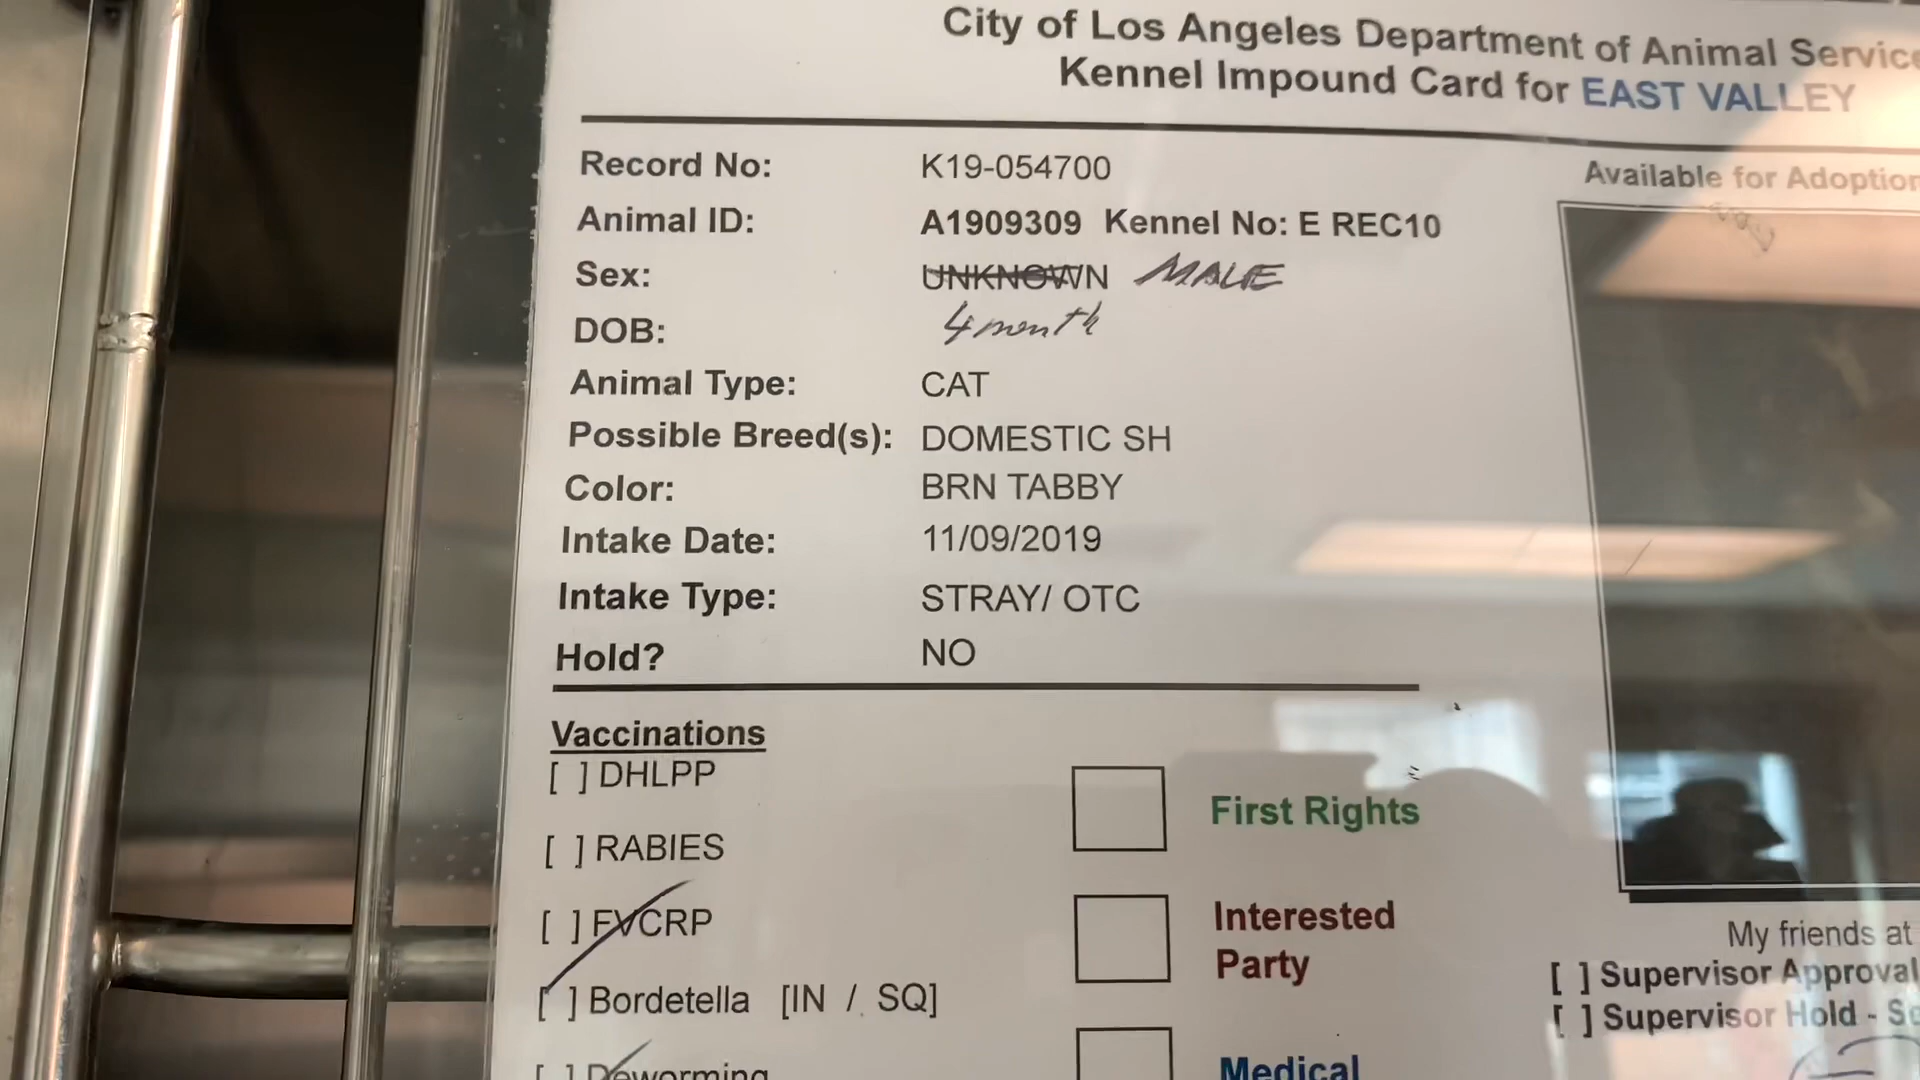 City of Los Angeles Department of Animal Service
Kennel Impound Card for EAST VALLEY
Record No: K19-054700
Available for Adoption
Animal ID: A1909309 Kennel No: E REC10
Sex: UNKNOWN MALE
DOB: 4 month
Animal Type: CAT
Possible Breed(s): DOMESTIC SH
Color: BRN TABBY
Intake Date: 11/09/2019
Intake Type: STRAY/ OTC
Hold? NO
Vaccinations
[ ] DHLPP
[ ] RABIES
[ ] FVCRP
[ ] Bordetella [IN / SQ]
[ ] Deworming
First Rights
Interested
Party
Medical
My friends at
[ ] Supervisor Approval
[ ] Supervisor Hold -